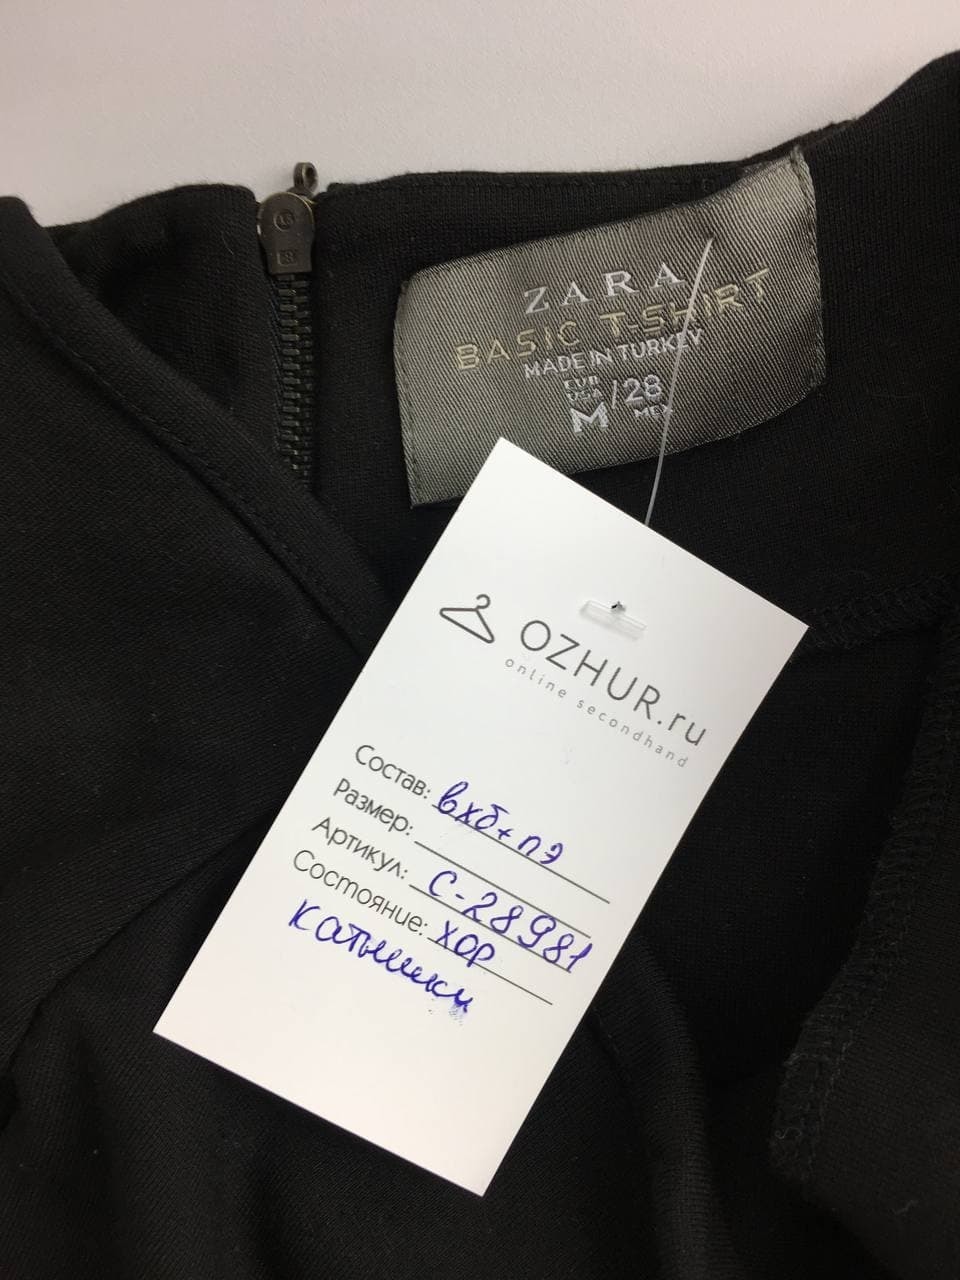 ZARA
BASIC T-SHIRT
MADE IN TURKEY
EUR
USA
M/28
MEX
OZHUR.ru
online secondhand
Состав: вхб+пэ
Размер:
Артикул: С-28981
Состояние: хор
катышки